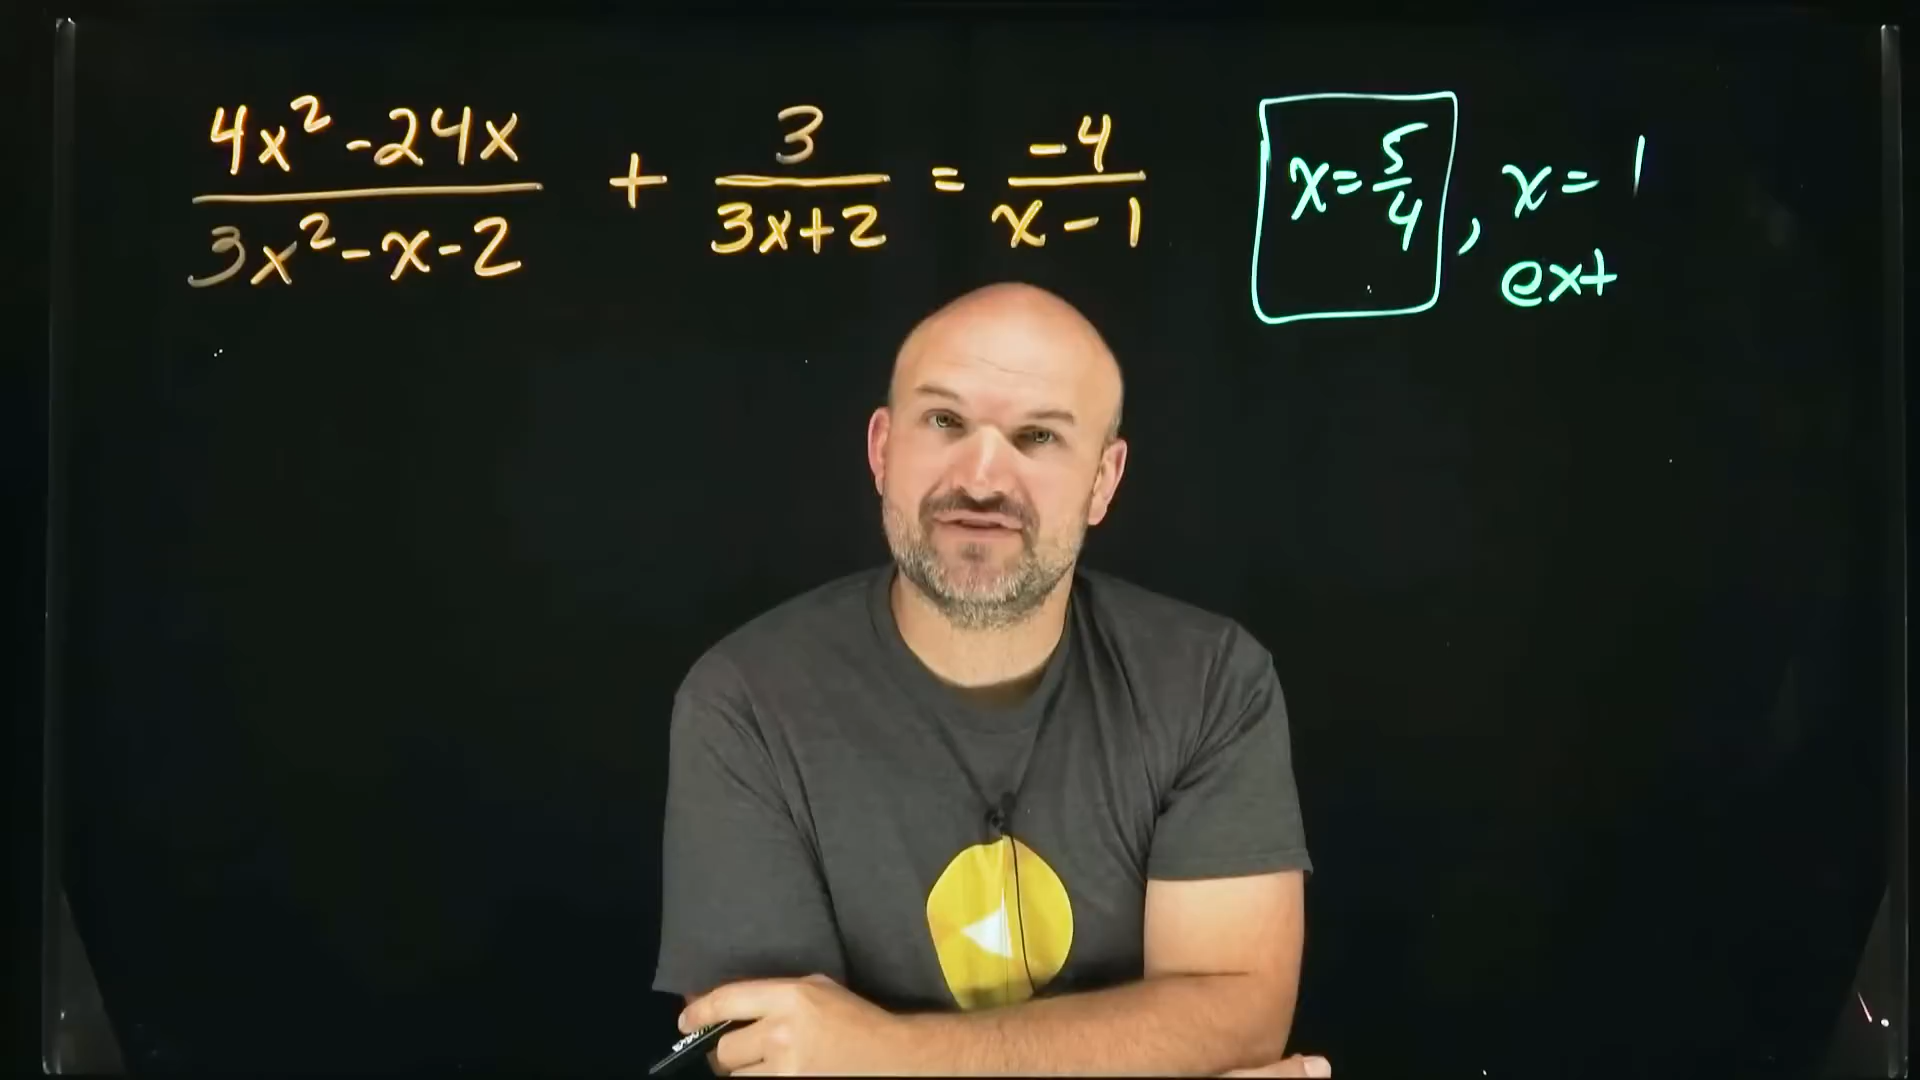 4x² -24x / 3x² -x -2 + 3 / 3x+2 = -4 / x -1
x= 5/4 , x= 1
ext